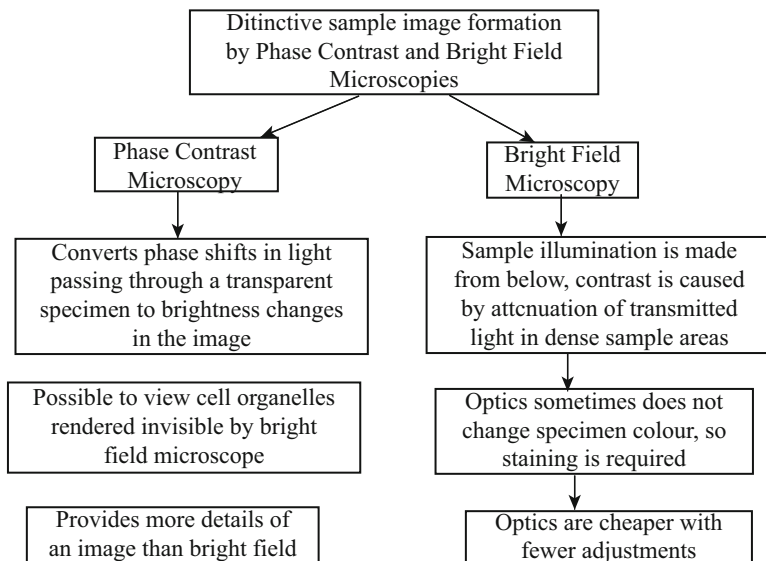 Ditinctive sample image formation
by Phase Contrast and Bright Field
Microscopies
Phase Contrast
Microscopy
Bright Field
Microscopy
Converts phase shifts in light
passing through a transparent
specimen to brightness changes
in the image
Sample illumination is made
from below, contrast is caused
by attcnuation of transmitted
light in dense sample areas
Possible to view cell organelles
rendered invisible by bright
field microscope
Optics sometimes does not
change specimen colour, so
staining is required
Provides more details of
an image than bright field
Optics are cheaper with
fewer adjustments